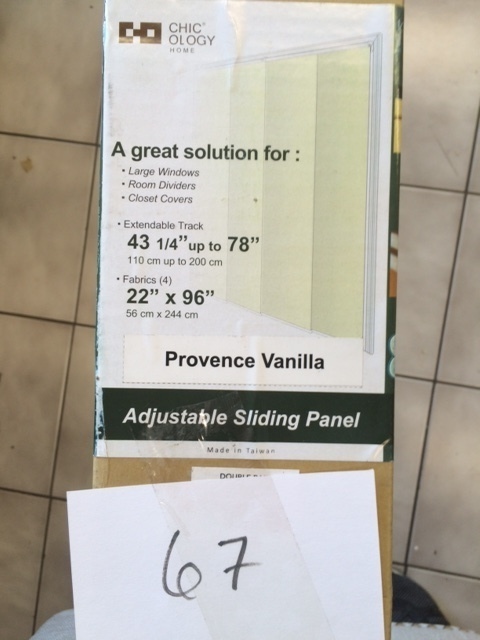 CHIC®
OLOGY
HOME
A great solution for :
• Large Windows
• Room Dividers
• Closet Covers
• Extendable Track
43 1/4” up to 78”
110 cm up to 200 cm
• Fabrics (4)
22” x 96”
56 cm x 244 cm
Provence Vanilla
Adjustable Sliding Panel
Made in Taiwan
DOUBLE
67